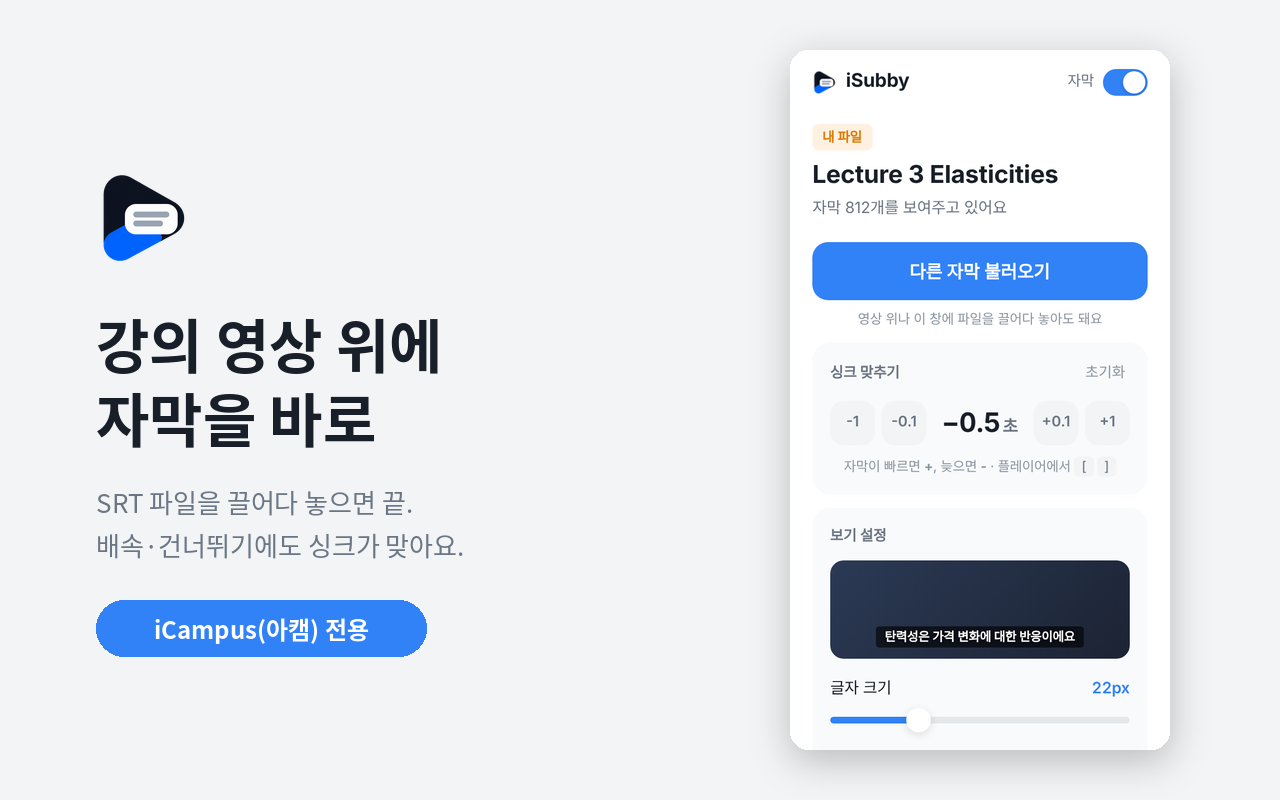 강의 영상 위에
자막을 바로
SRT 파일을 끌어다 놓으면 끝.
배속·건너뛰기에도 싱크가 맞아요.
iCampus(아캠) 전용
iSubby
자막
내 파일
Lecture 3 Elasticities
자막 812개를 보여주고 있어요
다른 자막 불러오기
영상 위나 이 창에 파일을 끌어다 놓아도 돼요
싱크 맞추기
초기화
-1 -0.1 −0.5초 +0.1 +1
자막이 빠르면 +, 늦으면 - · 플레이어에서 [ ]
보기 설정
탄력성은 가격 변화에 대한 반응이에요
글자 크기
22px